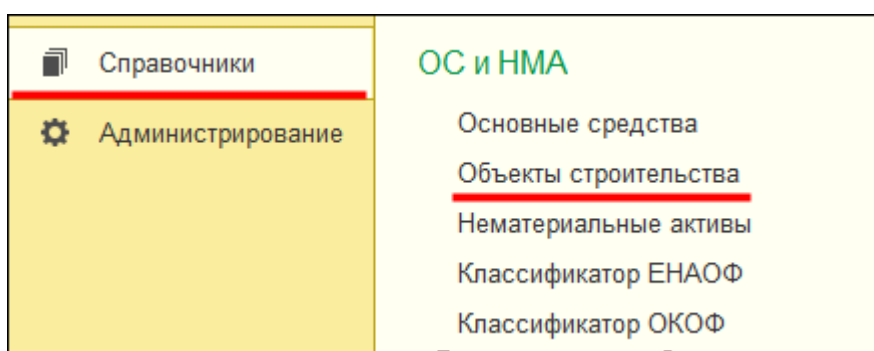 Справочники
Администрирование
ОС и НМА
Основные средства
Объекты строительства
Нематериальные активы
Классификатор ЕНАОФ
Классификатор ОКОФ